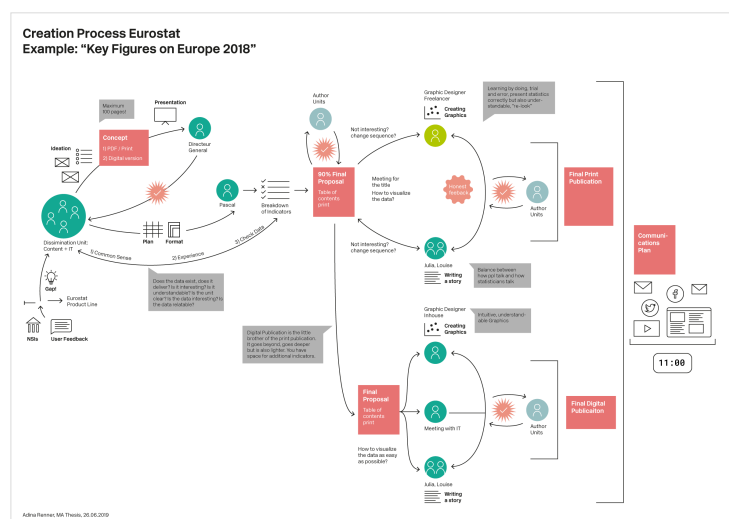 Creation Process Eurostat
Example: “Key Figures on Europe 2018”
Maximum
100 pages!
Presentation
Concept
1) PDF / Print
2) Digital version
Directeur
General
Ideation
Dissimination Unit:
Content + IT
Plan
Format
Pascal
Breakdown
of Indicators
1) Common Sense
2) Experience
3) Check Data
Does the data exist, does it
deliver? Is it interesting? Is it
understandable? Is the unit
clear? Is the data interesting? Is
the data relatable?
Gap!
Eurostat
Product Line
NSIs
User Feedback
Author
Units
90% Final
Proposal
Table of
contents
print
Not interesting?
change sequence?
Meeting for
the title
How to visualize
the data?
Not interesting?
change sequence?
Graphic Designer
Freelancer
Creating
Graphics
Learning by doing, trial
and error, present statistics
correctly but also under-
standable, “re-look”
Honest
feeback
Author
Units
Final Print
Publication
Julia, Louise
Writing
a story
Balance between
how ppl talk and how
statisticians talk
Digital Publication is the little
brother of the print publication.
It goes beyond, goes deeper
but is also lighter. You have
space for additional indicators.
Graphic Designer
Inhouse
Creating
Graphics
Intuitive, understand-
able Graphics
Final
Proposal
Table of
contents
print
How to visualize
the data as easy
as possible?
Meeting with IT
Author
Units
Final Digital
Publicaiton
Julia, Louise
Writing
a story
Communi-
cations
Plan
11:00
Adina Renner, MA Thesis, 26.06.2019